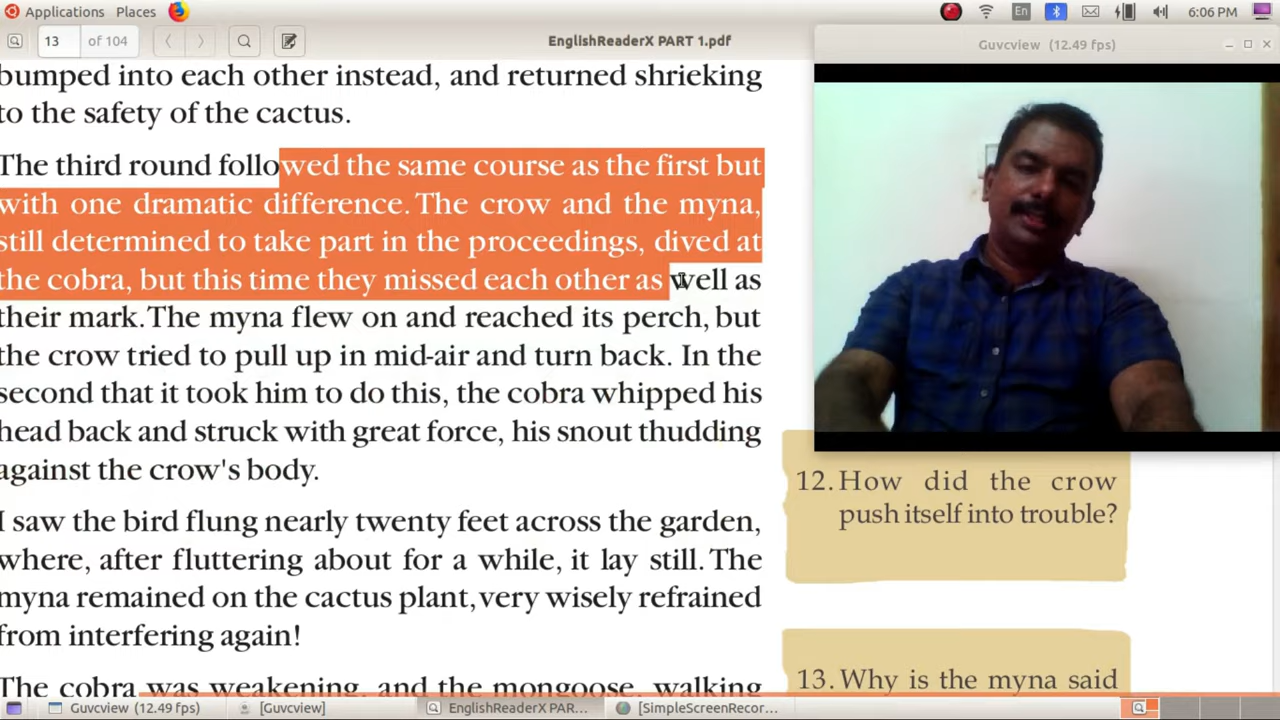 Applications Places En 6:06 PM
13 of 104 EnglishReaderX PART 1.pdf Guvcview (12.49 fps)
bumped into each other instead, and returned shrieking
to the safety of the cactus.
The third round followed the same course as the first but
with one dramatic difference. The crow and the myna,
still determined to take part in the proceedings, dived at
the cobra, but this time they missed each other as well as
their mark. The myna flew on and reached its perch, but
the crow tried to pull up in mid-air and turn back. In the
second that it took him to do this, the cobra whipped his
head back and struck with great force, his snout thudding
against the crow's body.
I saw the bird flung nearly twenty feet across the garden,
where, after fluttering about for a while, it lay still. The
myna remained on the cactus plant, very wisely refrained
from interfering again!
The cobra was weakening, and the mongoose, walking
12. How did the crow
push itself into trouble?
13. Why is the myna said
Guvcview (12.49 fps) [Guvcview] EnglishReaderX PAR... [SimpleScreenRecor...